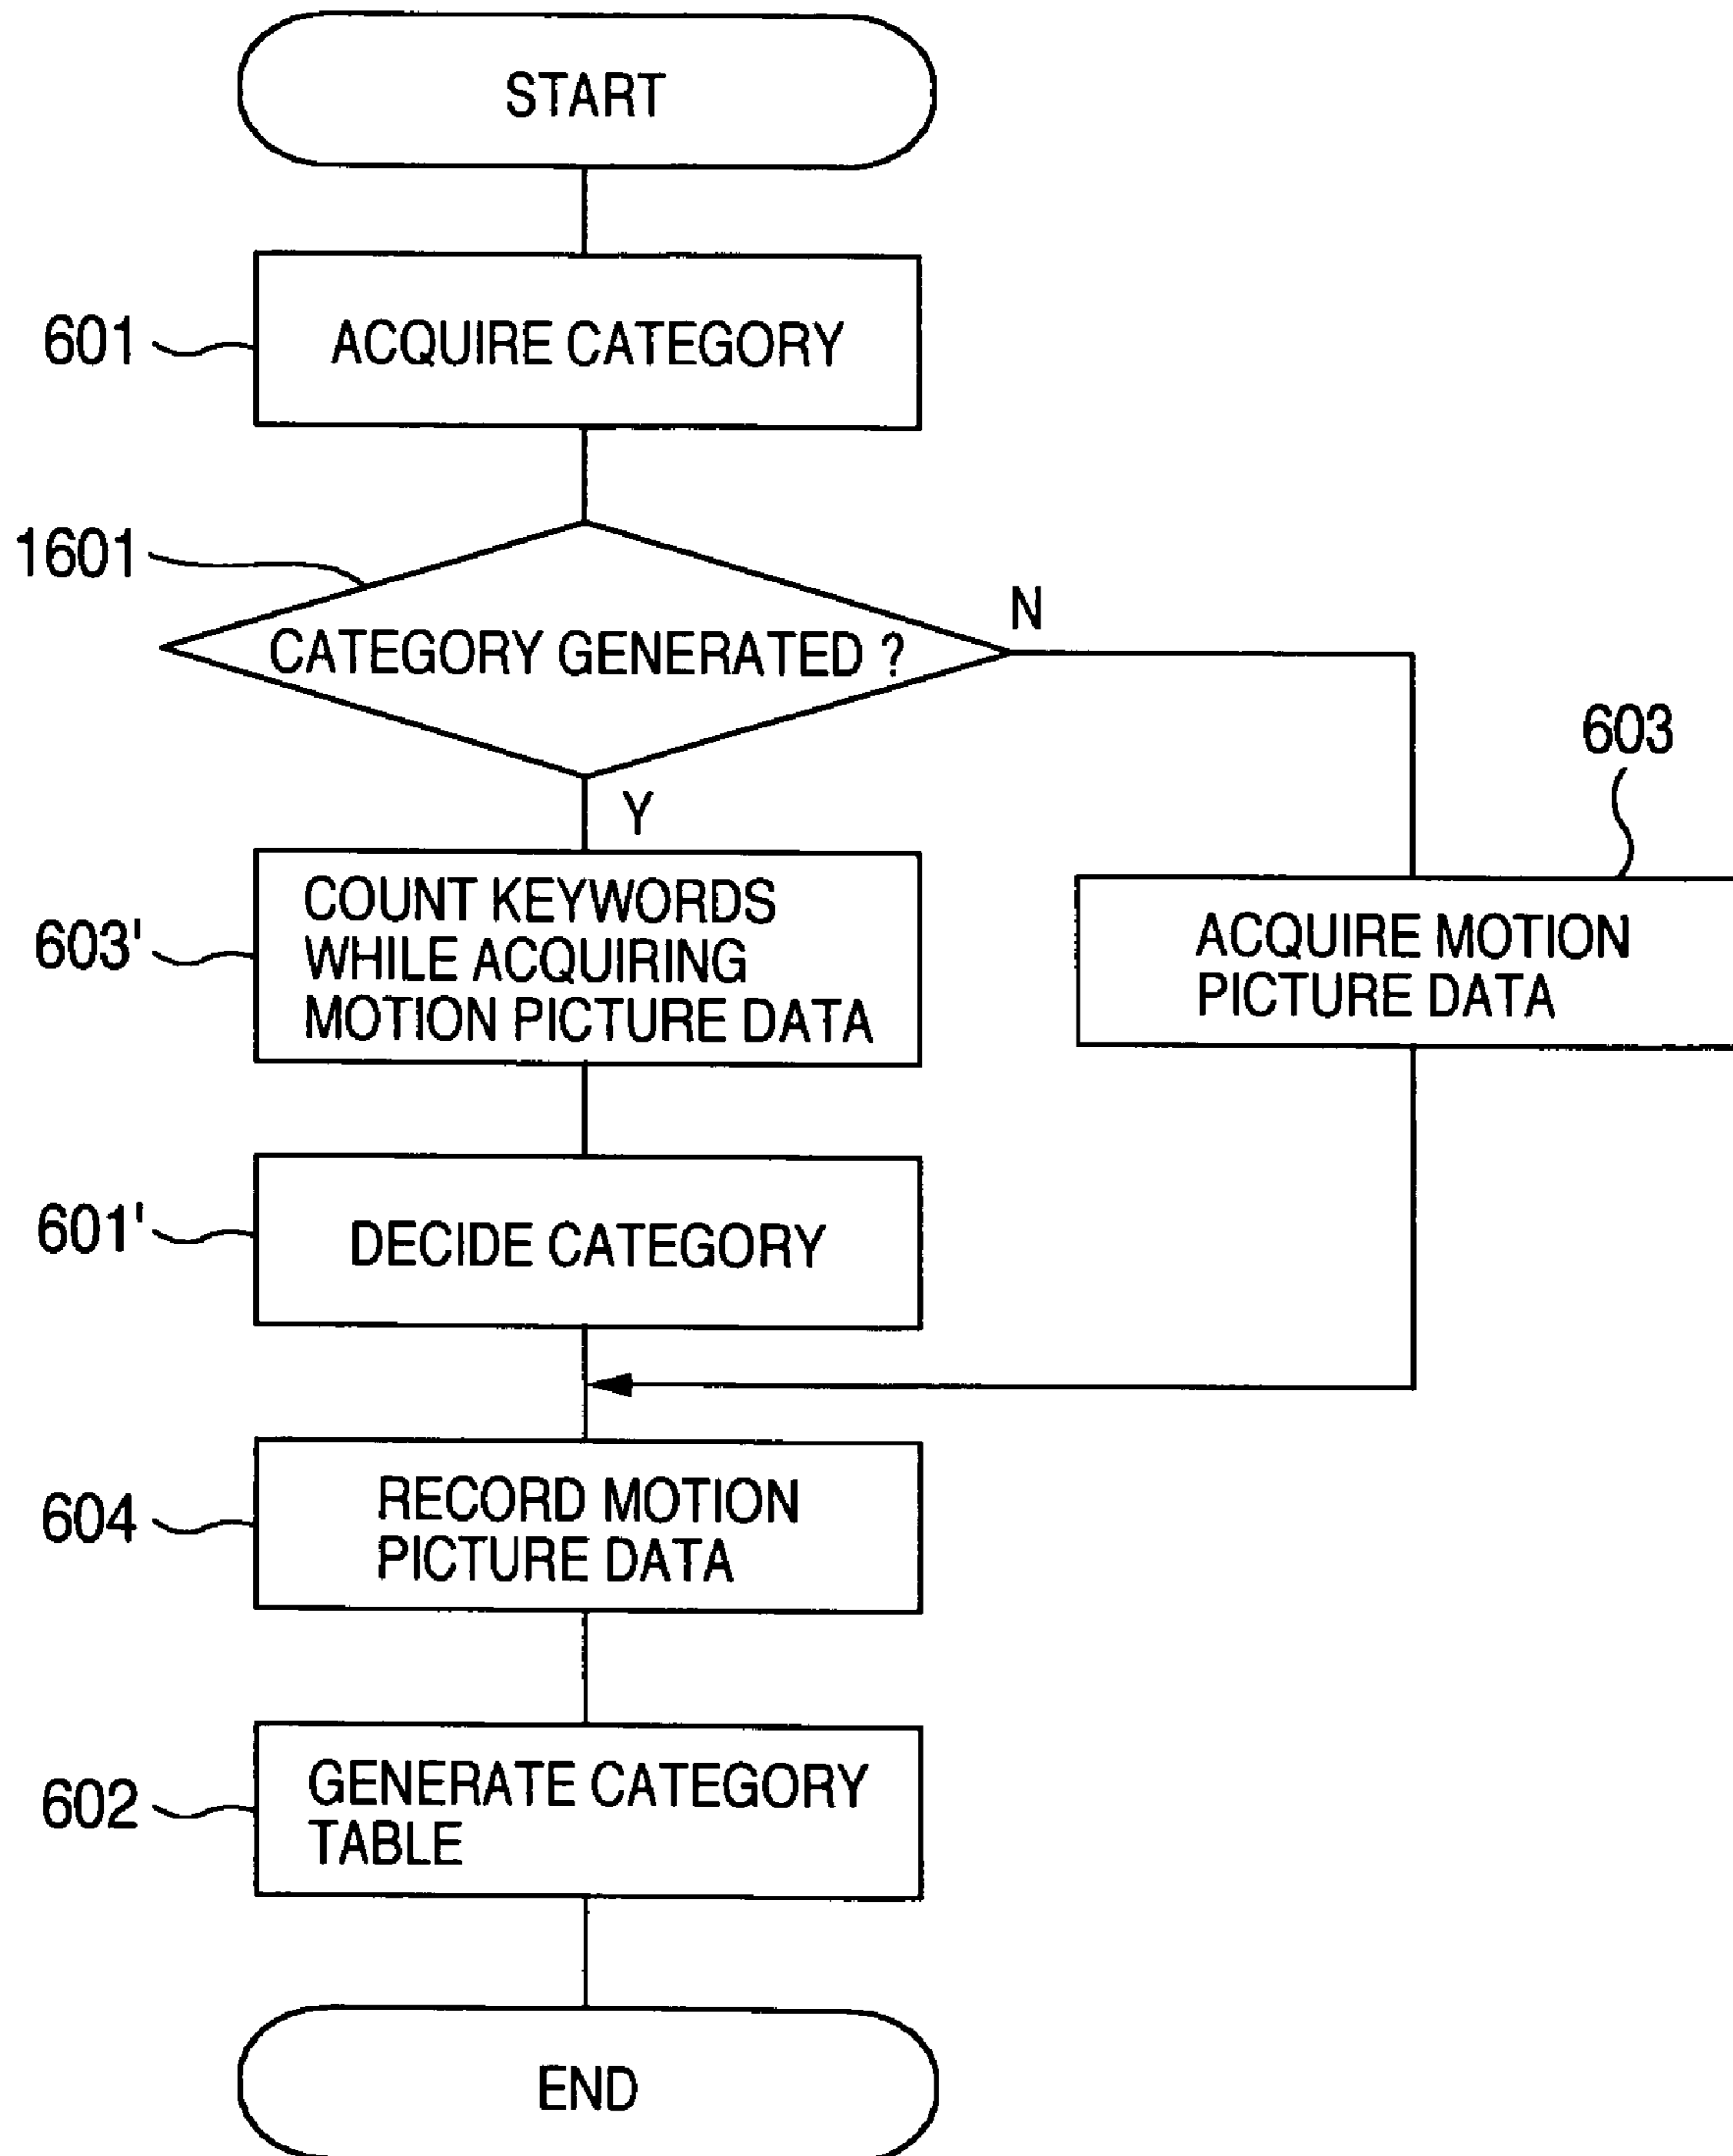 START
601
ACQUIRE CATEGORY
1601
CATEGORY GENERATED ?
N
Y
603
603'
COUNT KEYWORDS
WHILE ACQUIRING
MOTION PICTURE DATA
ACQUIRE MOTION
PICTURE DATA
601'
DECIDE CATEGORY
604
RECORD MOTION
PICTURE DATA
602
GENERATE CATEGORY
TABLE
END